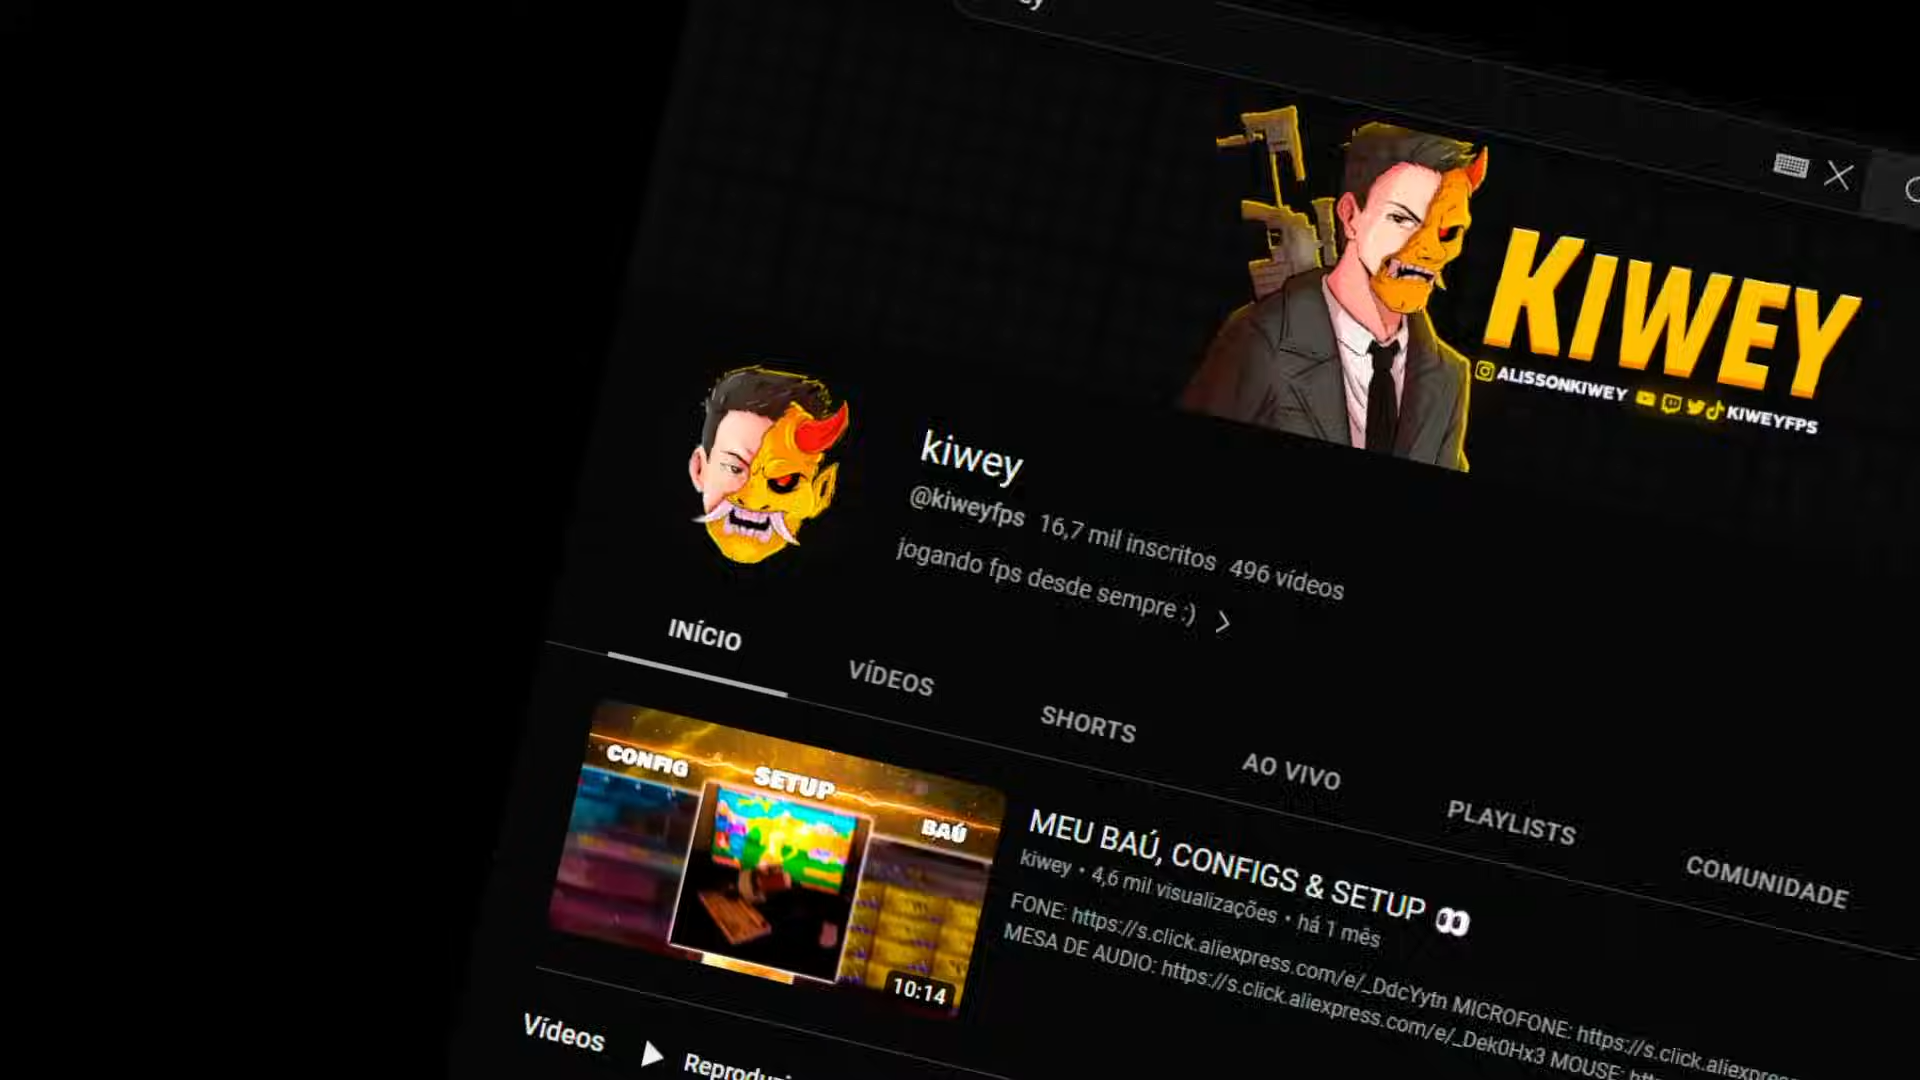 KIWEY
ALISSONKIWEY KIWEYFPS
kiwey
@kiweyfps 16,7 mil inscritos 496 vídeos
jogando fps desde sempre :)
INÍCIO VÍDEOS SHORTS AO VIVO PLAYLISTS COMUNIDADE
CONFIG SETUP BAÚ
10:14
MEU BAÚ, CONFIGS & SETUP
kiwey • 4,6 mil visualizações • há 1 mês
FONE: https://s.click.aliexpress.com/e/_DdcYytn MICROFONE: https://s.click.aliexpres
MESA DE AUDIO: https://s.click.aliexpress.com/e/_Dek0Hx3 MOUSE:
Vídeos